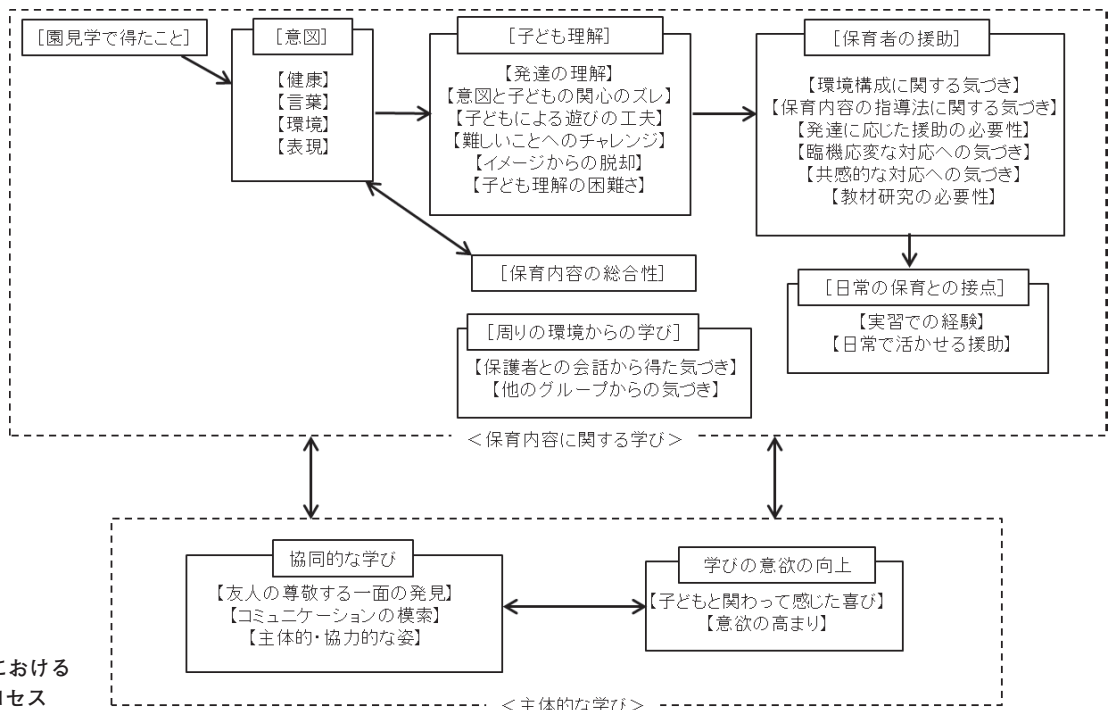 [園見学で得たこと]
[意図]
【健康】
【言葉】
【環境】
【表現】
[子ども理解]
【発達の理解】
【意図と子どもの関心のズレ】
【子どもによる遊びの工夫】
【難しいことへのチャレンジ】
【イメージからの脱却】
【子ども理解の困難さ】
[保育者の援助]
【環境構成に関する気づき】
【保育内容の指導法に関する気づき】
【発達に応じた援助の必要性】
【臨機応変な対応への気づき】
【共感的な対応への気づき】
【教材研究の必要性】
[保育内容の総合性]
[日常の保育との接点]
【実習での経験】
【日常で活かせる援助】
[周りの環境からの学び]
【保護者との会話から得た気づき】
【他のグループからの気づき】
＜保育内容に関する学び＞
協同的な学び
【友人の尊敬する一面の発見】
【コミュニケーションの模索】
【主体的・協力的な姿】
学びの意欲の向上
【子どもと関わって感じた喜び】
【意欲の高まり】
＜主体的な学び＞
における
セス